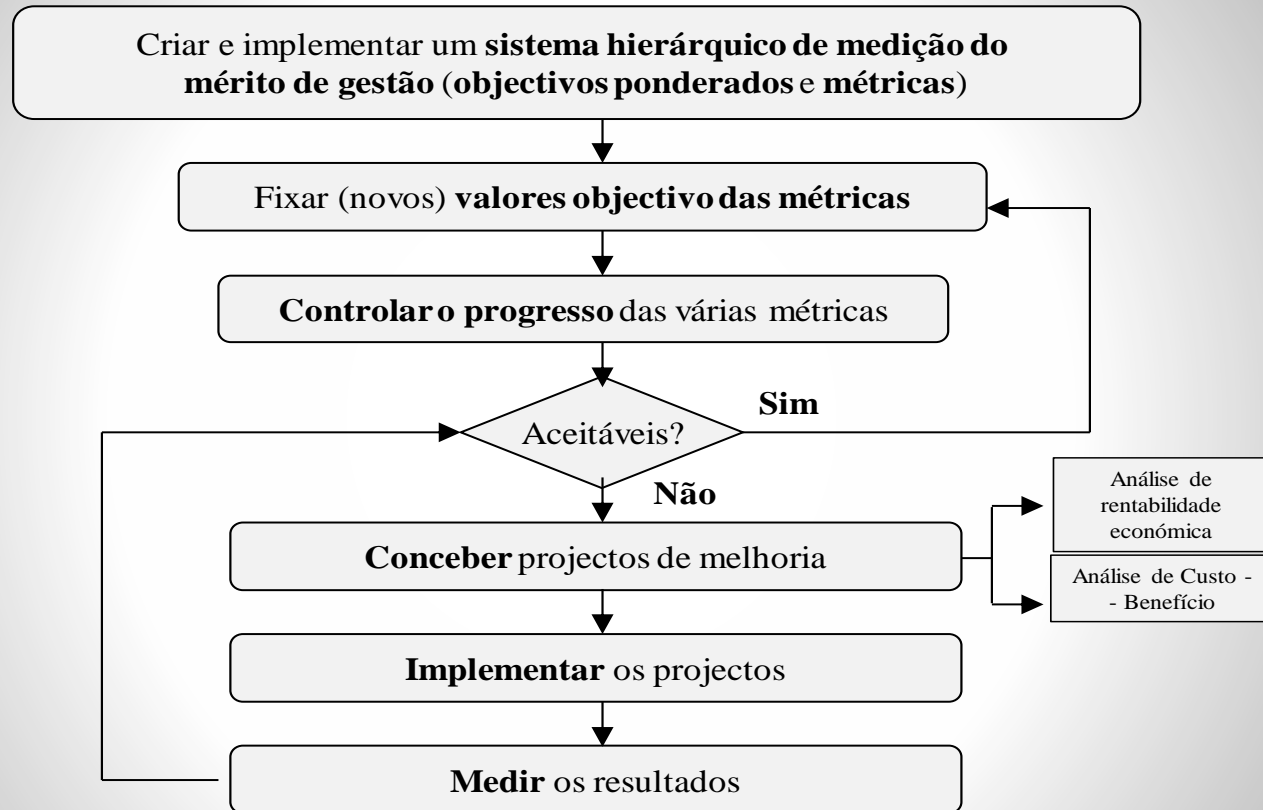 Criar e implementar um sistema hierárquico de medição do
mérito de gestão (objectivos ponderados e métricas)
Fixar (novos) valores objectivo das métricas
Controlar o progresso das várias métricas
Aceitáveis?
Sim
Não
Conceber projectos de melhoria
Análise de
rentabilidade
económica
Análise de Custo -
- Benefício
Implementar os projectos
Medir os resultados